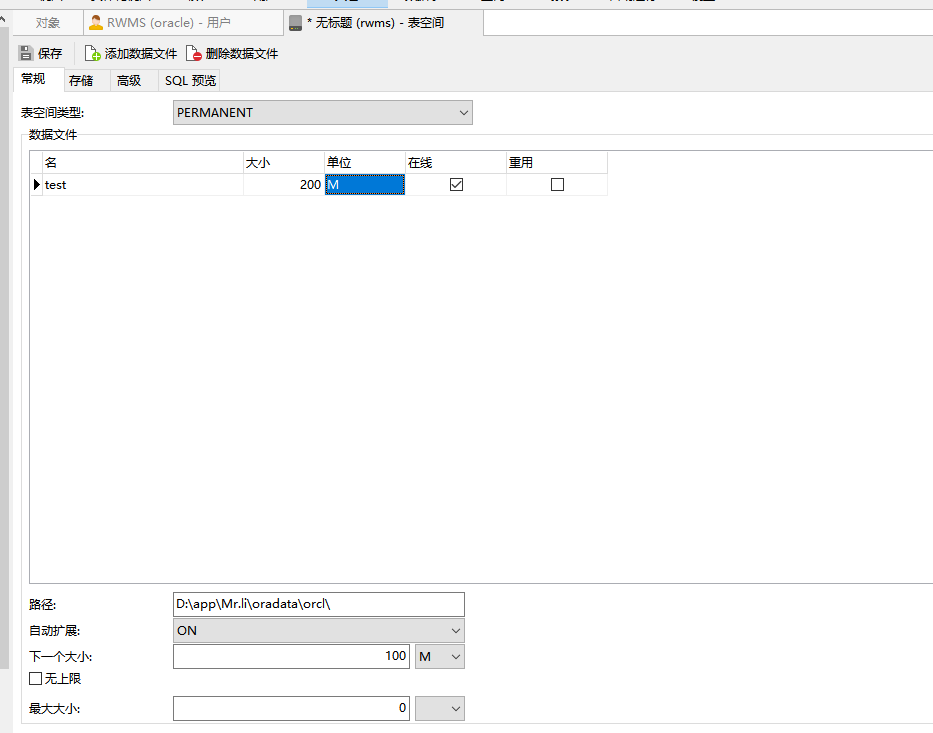 对象 RWMS (oracle) - 用户 * 无标题 (rwms) - 表空间
保存 添加数据文件 删除数据文件
常规 存储 高级 SQL 预览
表空间类型: PERMANENT
数据文件
名 大小 单位 在线 重用
test 200 M
路径: D:\app\Mr.li\oradata\orcl\
自动扩展: ON
下一个大小: 100 M
无上限
最大大小: 0